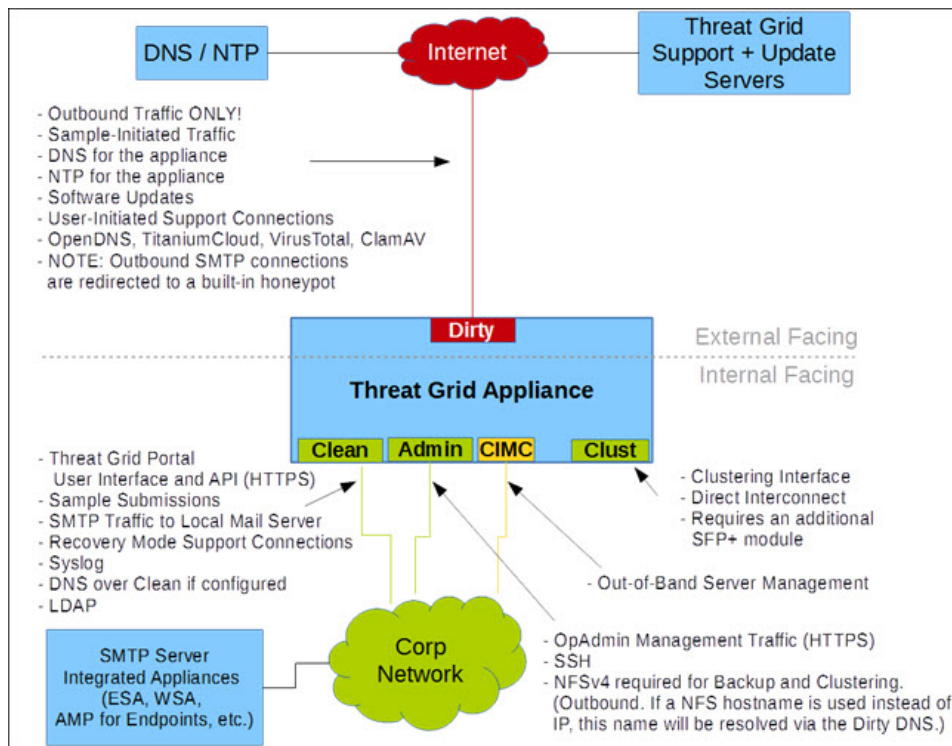 DNS / NTP
Internet
Threat Grid
Support + Update
Servers
- Outbound Traffic ONLY!
- Sample-Initiated Traffic
- DNS for the appliance
- NTP for the appliance
- Software Updates
- User-Initiated Support Connections
- OpenDNS, TitaniumCloud, VirusTotal, ClamAV
- NOTE: Outbound SMTP connections
are redirected to a built-in honeypot
Dirty
External Facing
Internal Facing
Threat Grid Appliance
Clean
Admin
CIMC
Clust
- Threat Grid Portal
User Interface and API (HTTPS)
- Sample Submissions
- SMTP Traffic to Local Mail Server
- Recovery Mode Support Connections
- Syslog
- DNS over Clean if configured
- LDAP
- Clustering Interface
- Direct Interconnect
- Requires an additional
SFP+ module
- Out-of-Band Server Management
- OpAdmin Management Traffic (HTTPS)
- SSH
- NFSv4 required for Backup and Clustering.
(Outbound. If a NFS hostname is used instead of
IP, this name will be resolved via the Dirty DNS.)
Corp
Network
SMTP Server
Integrated Appliances
(ESA, WSA,
AMP for Endpoints, etc.)